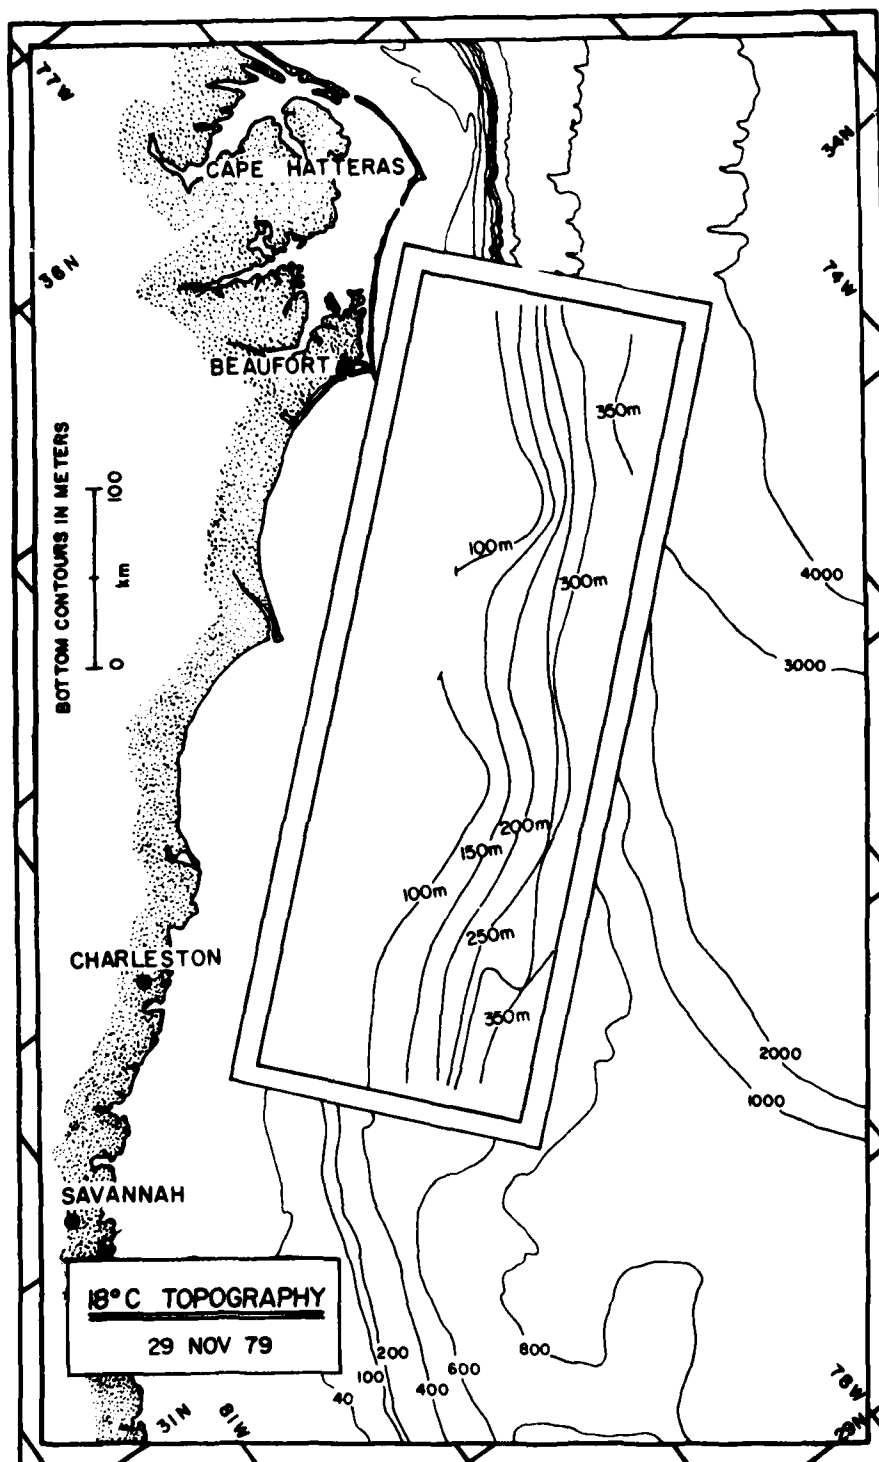 77W
34N
CAPE HATTERAS
36N
74W
BEAUFORT
350m
BOTTOM CONTOURS IN METERS
100
km
0
100m
300m
4000
3000
200m
150m
100m
250m
CHARLESTON
350m
2000
1000
SAVANNAH
18°C TOPOGRAPHY
29 NOV 79
200
100
40
400
600
800
31N
81W
78W
29N